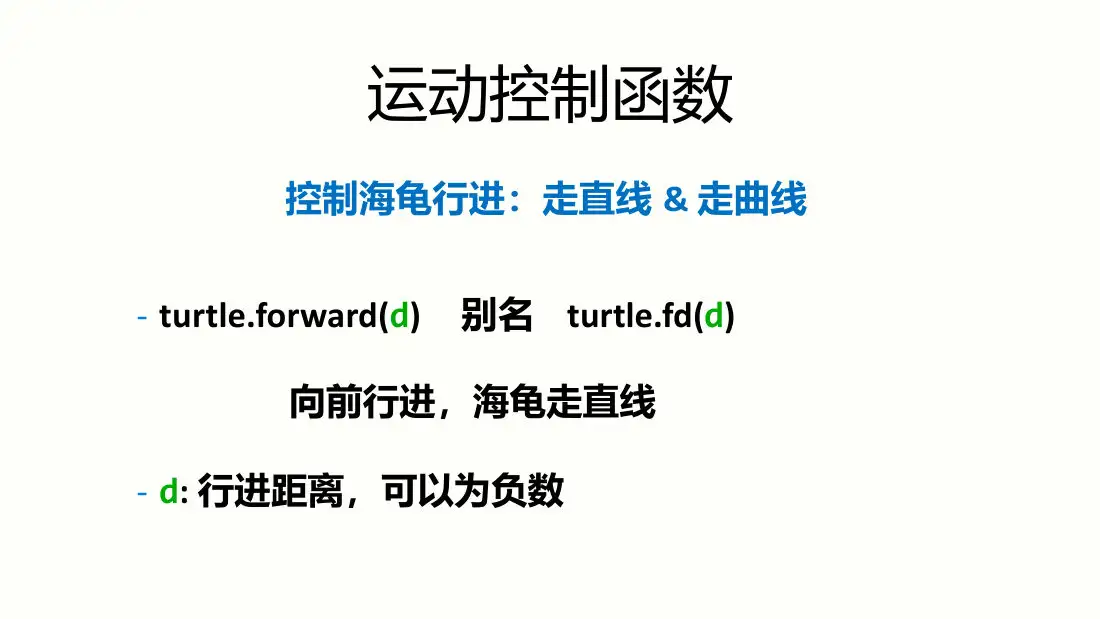 运动控制函数
控制海龟行进：走直线 & 走曲线
- turtle.forward(d) 别名 turtle.fd(d)
向前行进，海龟走直线
- d: 行进距离，可以为负数